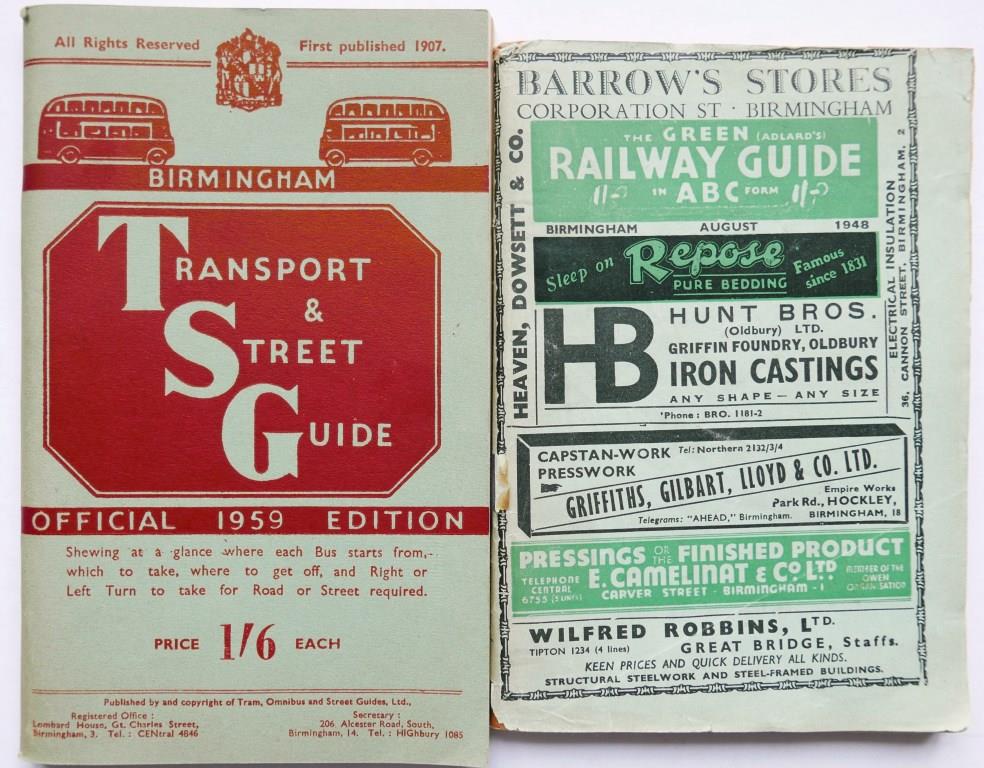 All Rights Reserved
First published 1907.
BIRMINGHAM
TRANSPORT
&
STREET
GUIDE
OFFICIAL 1959 EDITION
Shewing at a glance where each Bus starts from,
which to take, where to get off, and Right or
Left Turn to take for Road or Street required.
PRICE 1/6 EACH
Published by and copyright of Tram, Omnibus and Street Guides, Ltd.,
Registered Office :
Lombard House, Gt. Charles Street,
Birmingham, 3. Tel. : CENtral 4846
Secretary :
206 Alcester Road, South,
Birmingham, 14. Tel. : HIGhbury 1085
BARROW'S STORES
CORPORATION ST · BIRMINGHAM
HEAVEN, DOWSETT & CO.
THE GREEN (ADLARD'S)
RAILWAY GUIDE
1/- IN ABC FORM 1/-
BIRMINGHAM AUGUST 1948
Sleep on Repose Famous
PURE BEDDING since 1831
ELECTRICAL INSULATION
36, CANNON STREET, BIRMINGHAM, 2
HB
HUNT BROS.
(Oldbury) LTD.
GRIFFIN FOUNDRY, OLDBURY
IRON CASTINGS
ANY SHAPE — ANY SIZE
'Phone : BRO. 1181-2
CAPSTAN-WORK Tel: Northern 2132/3/4
PRESSWORK
GRIFFITHS, GILBART, LLOYD & CO. LTD.
Empire Works
Park Rd., HOCKLEY,
Telegrams: "AHEAD," Birmingham. BIRMINGHAM, 18
PRESSINGS OR THE FINISHED PRODUCT
TELEPHONE
CENTRAL
6755 (5 LINES)
E. CAMELINAT & CO LTD
CARVER STREET - BIRMINGHAM - 1
MEMBER OF THE
OWEN
ORGANISATION
WILFRED ROBBINS, LTD.
TIPTON 1234 (4 lines) GREAT BRIDGE, Staffs.
KEEN PRICES AND QUICK DELIVERY ALL KINDS.
STRUCTURAL STEELWORK AND STEEL-FRAMED BUILDINGS.